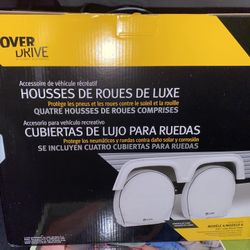 OVER
DRIVE
Accessoire de véhicule récréatif
HOUSSES DE ROUES DE LUXE
Protège les pneus et les roues contre le soleil et la rouille
QUATRE HOUSSES DE ROUES COMPRISES
Accesorio para vehículo recreativo
CUBIERTAS DE LUJO PARA RUEDAS
Protege los neumáticos y ruedas contra daño solar y corrosión
SE INCLUYEN CUATRO CUBIERTAS PARA RUEDAS